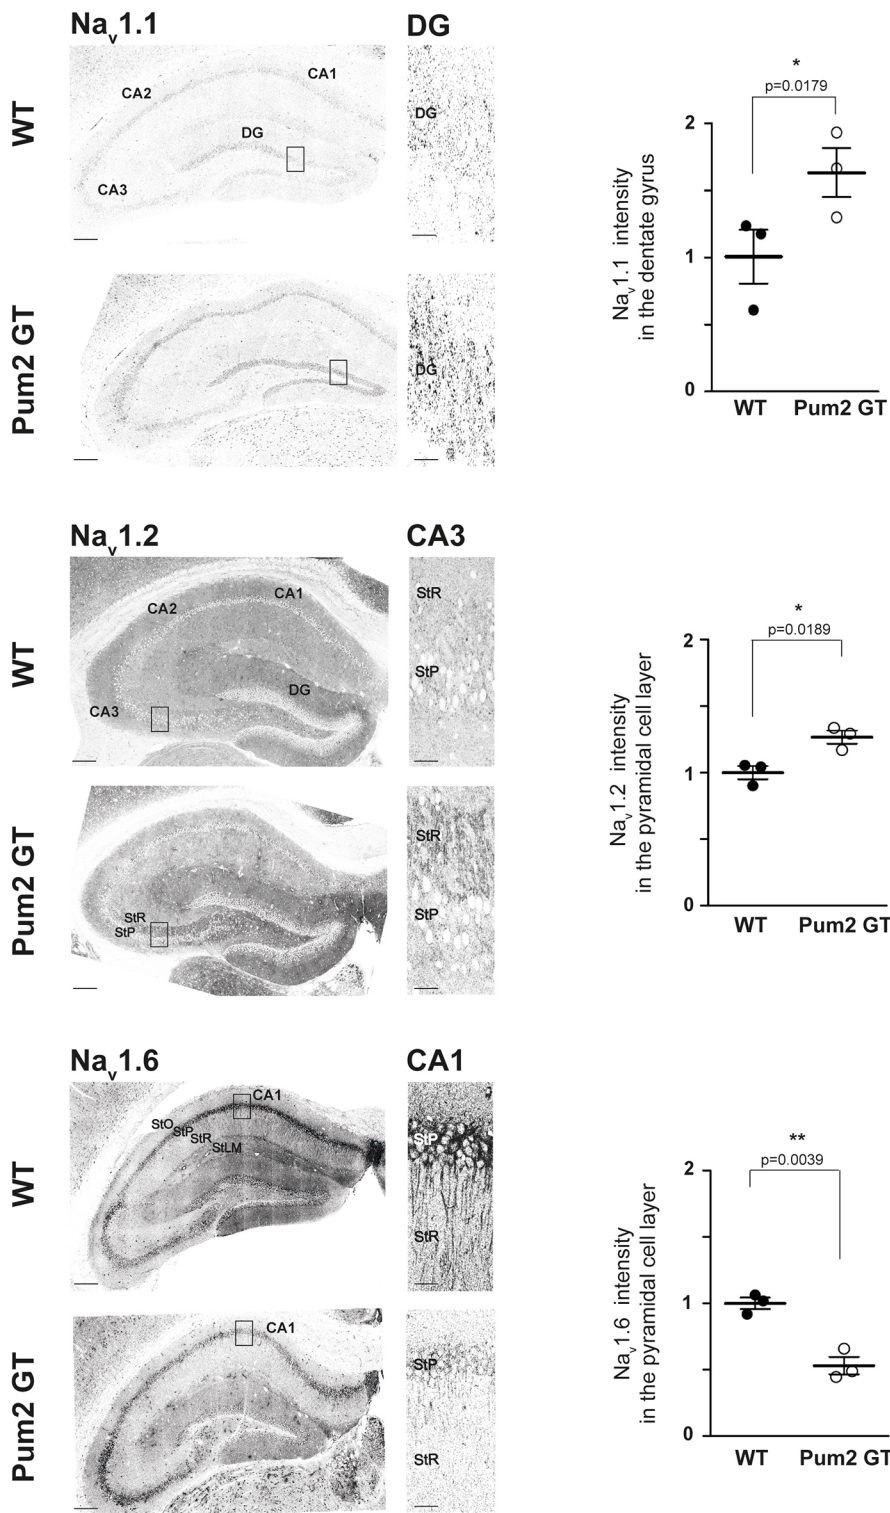 Nav1.1
DG
WT
CA1
CA2
DG
CA3
DG
Pum2 GT
DG
*
p=0.0179
Nav1.1 intensity
in the dentate gyrus
2
1
0
WT
Pum2 GT
Nav1.2
CA3
WT
CA1
CA2
DG
CA3
StR
StP
Pum2 GT
StR
StP
StR
StP
*
p=0.0189
Nav1.2 intensity
in the pyramidal cell layer
2
1
0
WT
Pum2 GT
Nav1.6
CA1
WT
CA1
StO
StP
StR
StLM
StP
StR
Pum2 GT
CA1
StP
StR
**
p=0.0039
Nav1.6 intensity
in the pyramidal cell layer
2
1
0
WT
Pum2 GT